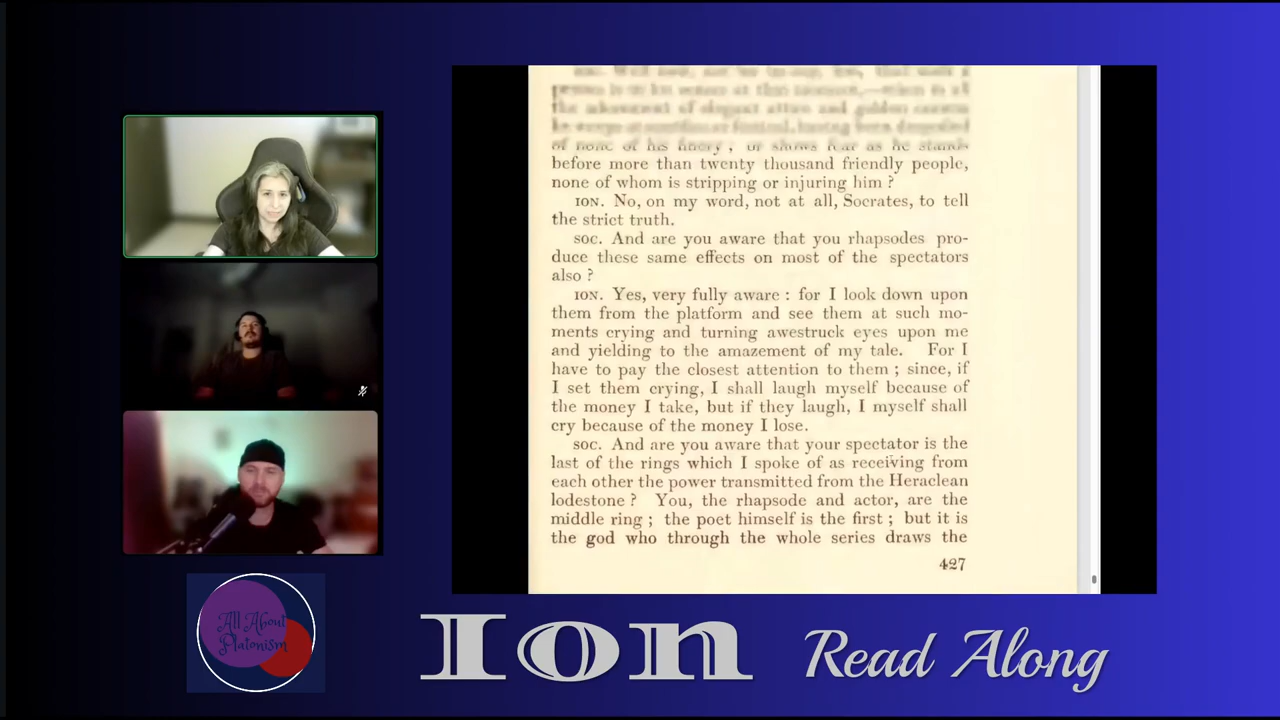 of none of his finery ; or shows fear as he stands
before more than twenty thousand friendly people,
none of whom is stripping or injuring him ?
ION. No, on my word, not at all, Socrates, to tell
the strict truth.
SOC. And are you aware that you rhapsodes pro-
duce these same effects on most of the spectators
also ?
ION. Yes, very fully aware : for I look down upon
them from the platform and see them at such mo-
ments crying and turning awestruck eyes upon me
and yielding to the amazement of my tale. For I
have to pay the closest attention to them ; since, if
I set them crying, I shall laugh myself because of
the money I take, but if they laugh, I myself shall
cry because of the money I lose.
SOC. And are you aware that your spectator is the
last of the rings which I spoke of as receiving from
each other the power transmitted from the Heraclean
lodestone ? You, the rhapsode and actor, are the
middle ring ; the poet himself is the first ; but it is
the god who through the whole series draws the
427
All About
Platonism
Ion Read Along